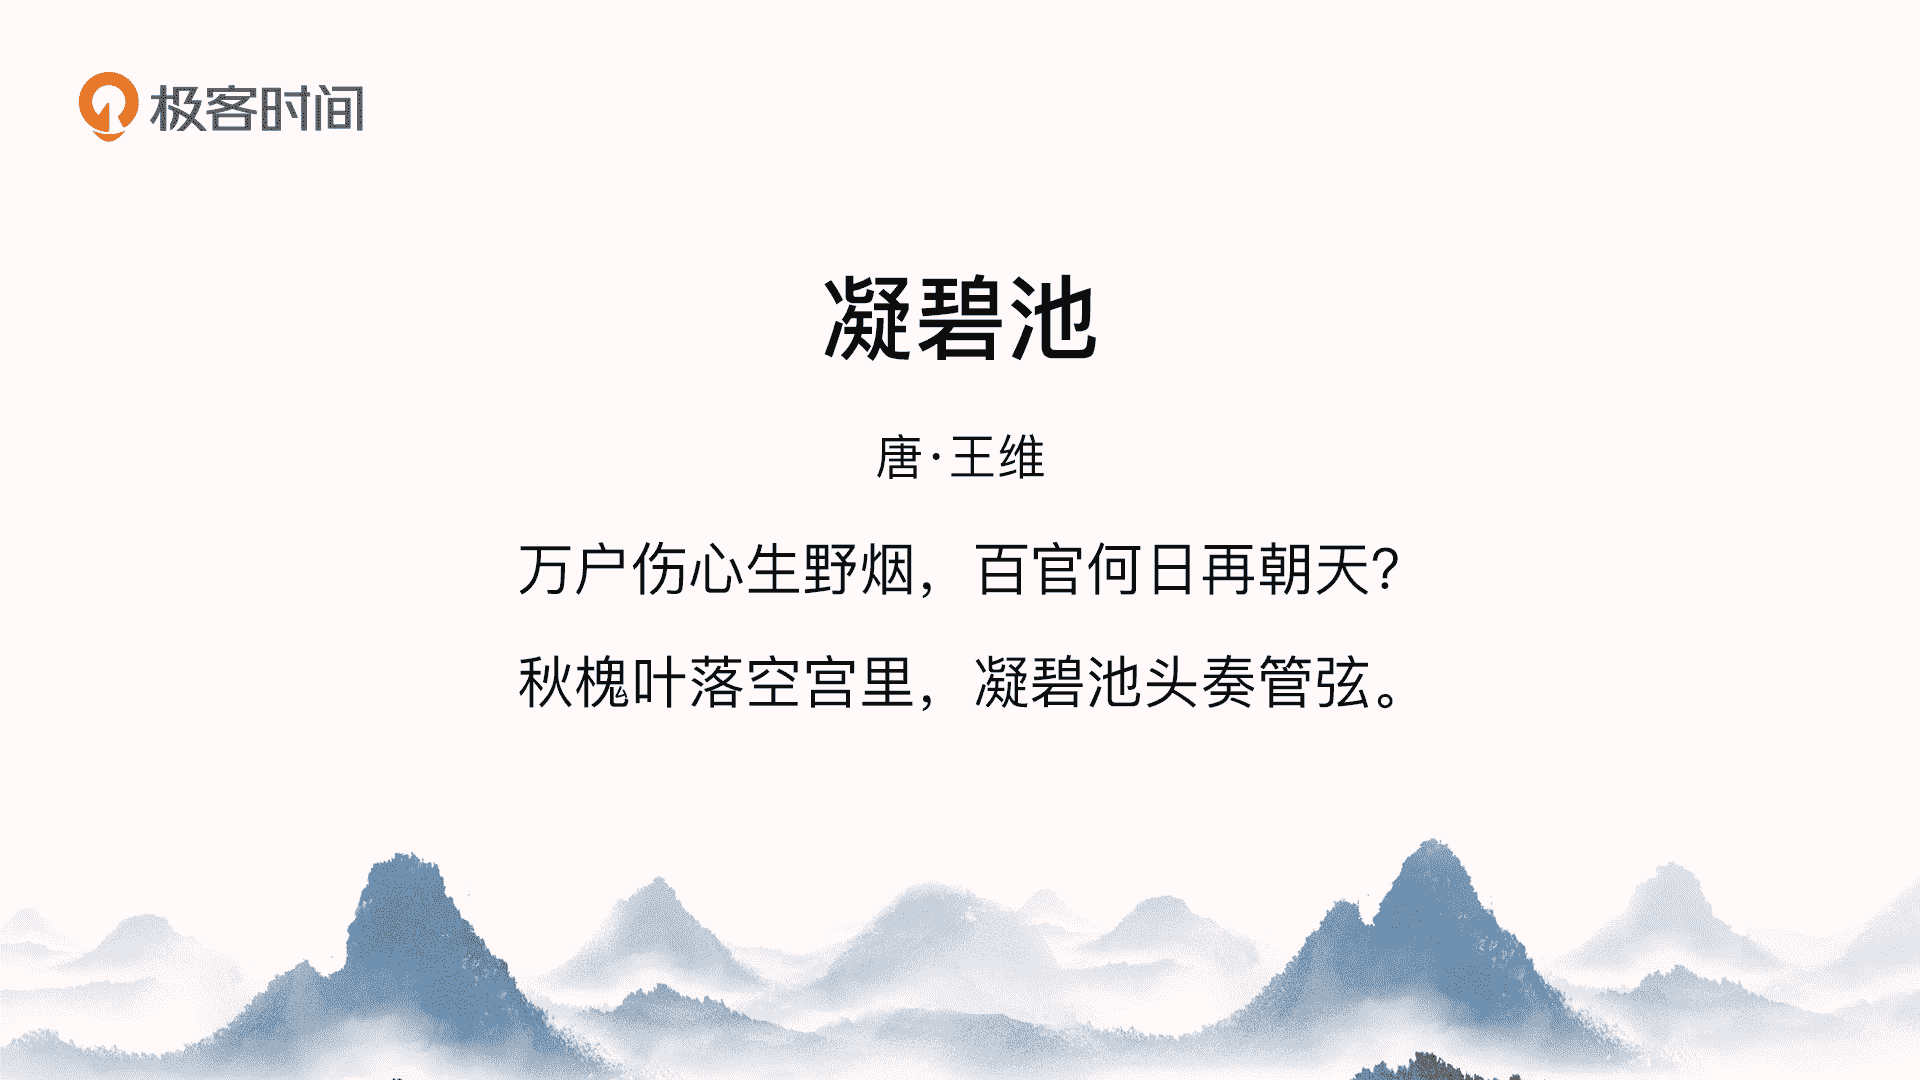 极客时间
凝碧池
唐·王维
万户伤心生野烟，百官何日再朝天？
秋槐叶落空宫里，凝碧池头奏管弦。